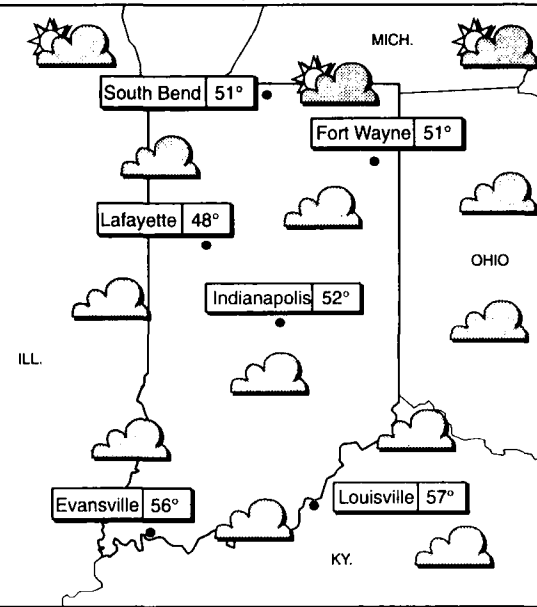 MICH.
South Bend 51°
Fort Wayne 51°
Lafayette 48°
OHIO
Indianapolis 52°
ILL.
Evansville 56°
Louisville 57°
KY.